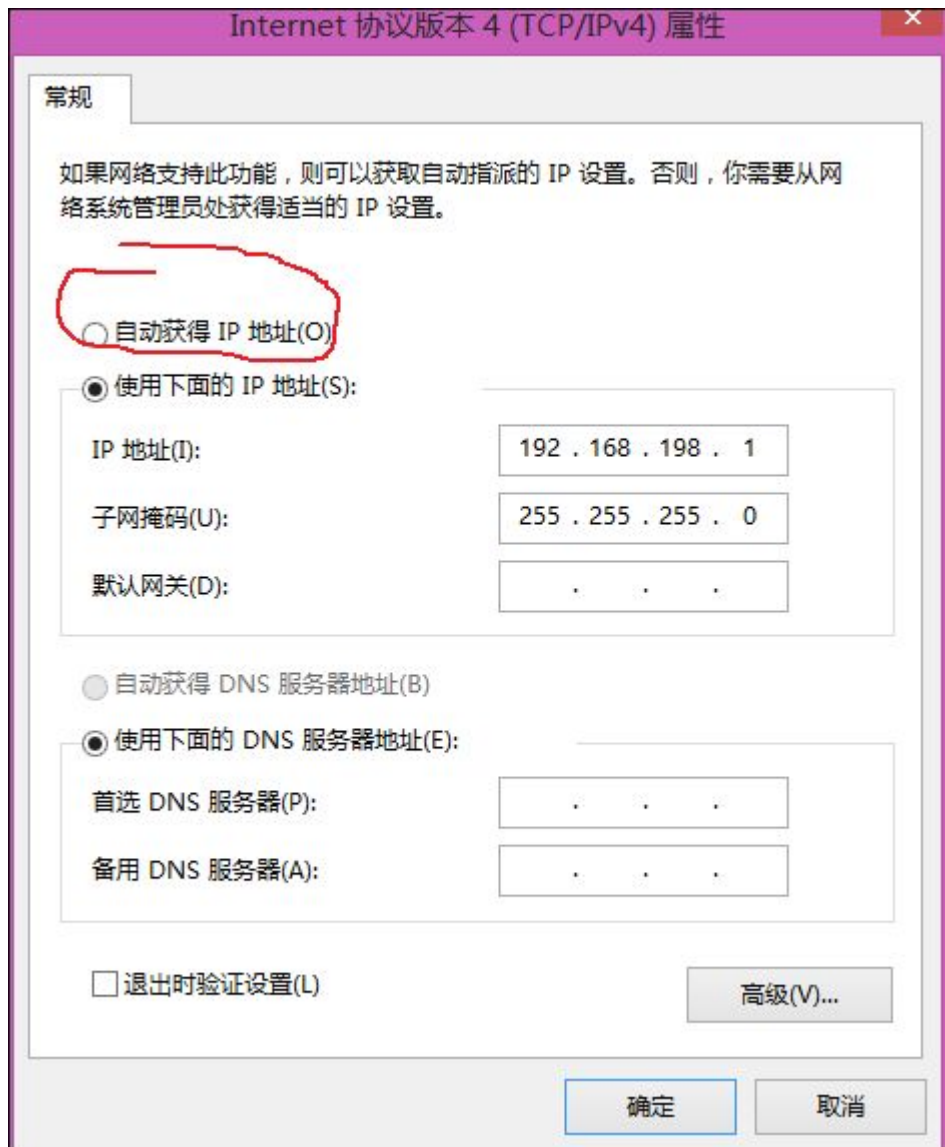 Internet 协议版本 4 (TCP/IPv4) 属性
常规
如果网络支持此功能，则可以获取自动指派的 IP 设置。否则，你需要从网
络系统管理员处获得适当的 IP 设置。
自动获得 IP 地址(O)
使用下面的 IP 地址(S):
IP 地址(I): 192 . 168 . 198 . 1
子网掩码(U): 255 . 255 . 255 . 0
默认网关(D): . . .
自动获得 DNS 服务器地址(B)
使用下面的 DNS 服务器地址(E):
首选 DNS 服务器(P): . . .
备用 DNS 服务器(A): . . .
退出时验证设置(L)
高级(V)...
确定 取消